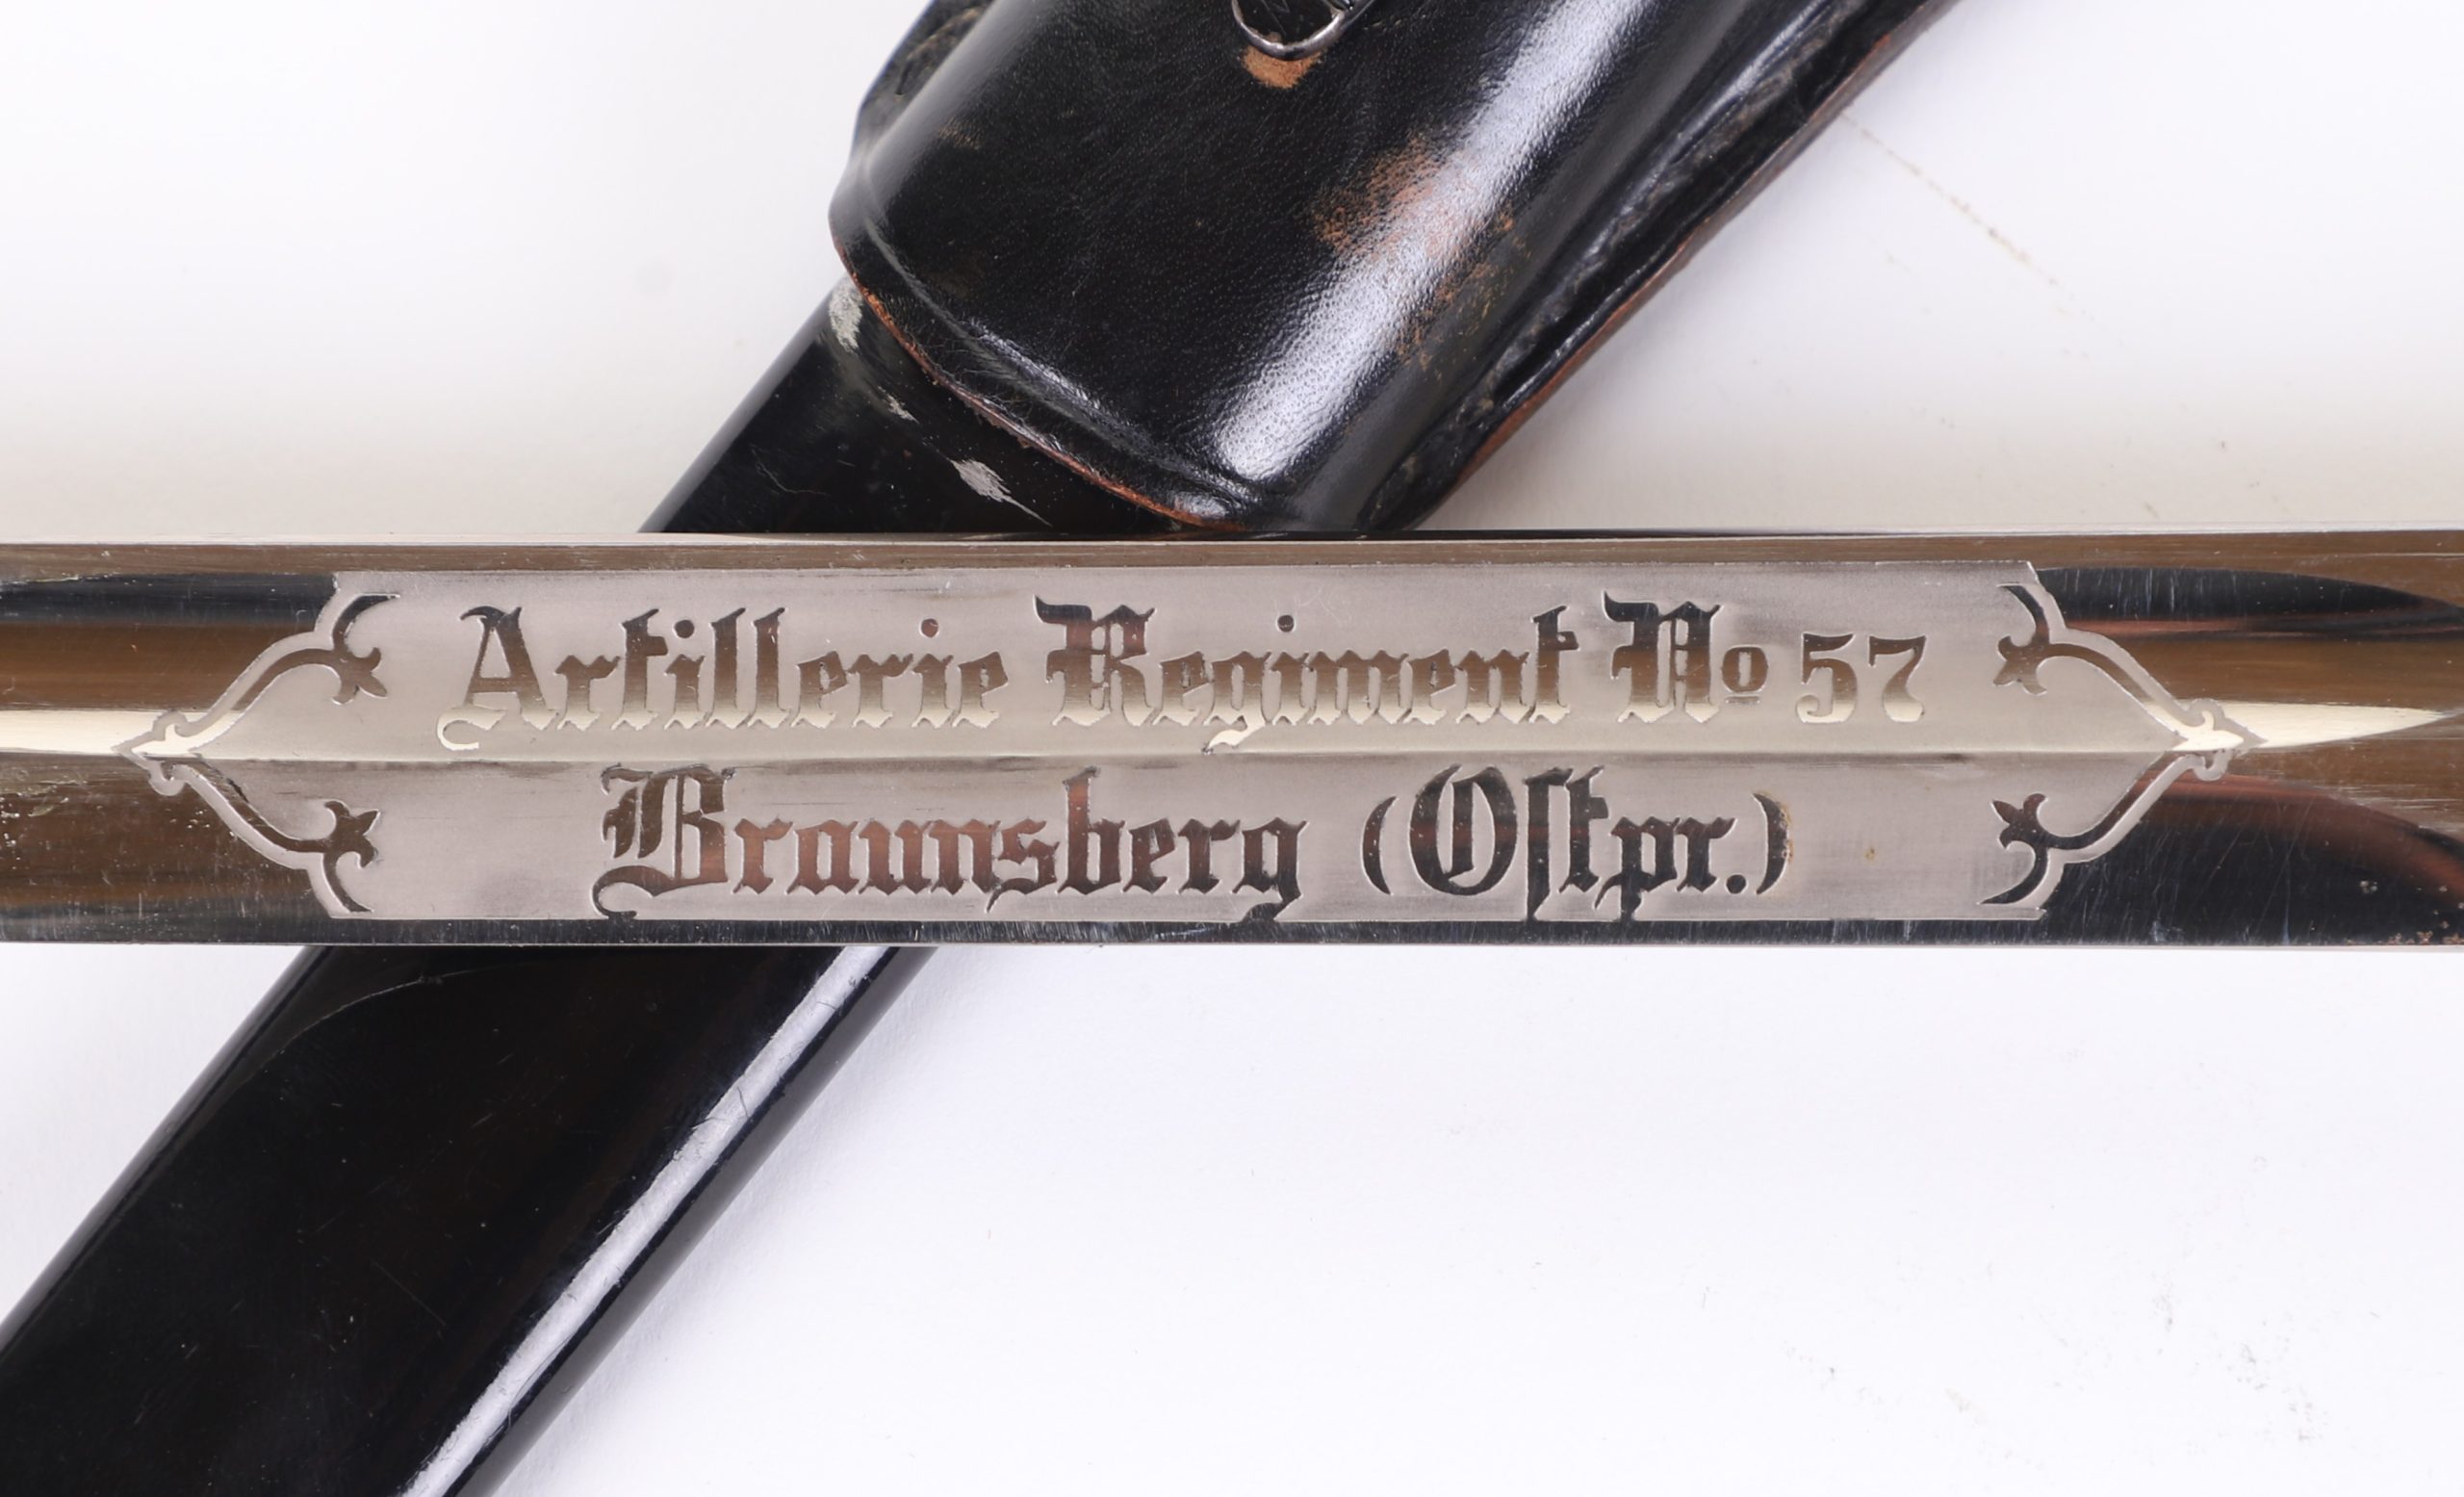 Artillerie Regiment No 57
Braunsberg (Oſtpr.)